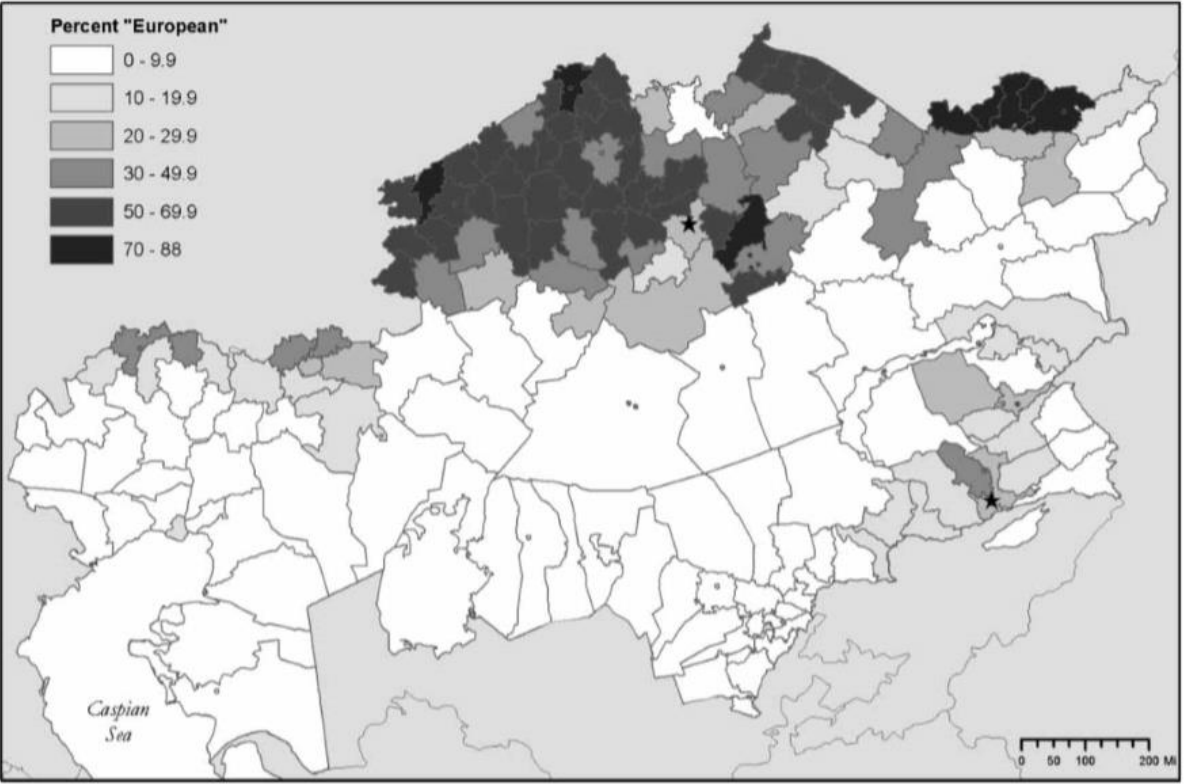 Percent "European"
0 - 9.9
10 - 19.9
20 - 29.9
30 - 49.9
50 - 69.9
70 - 88
Caspian
Sea
0 50 100 200 Mi